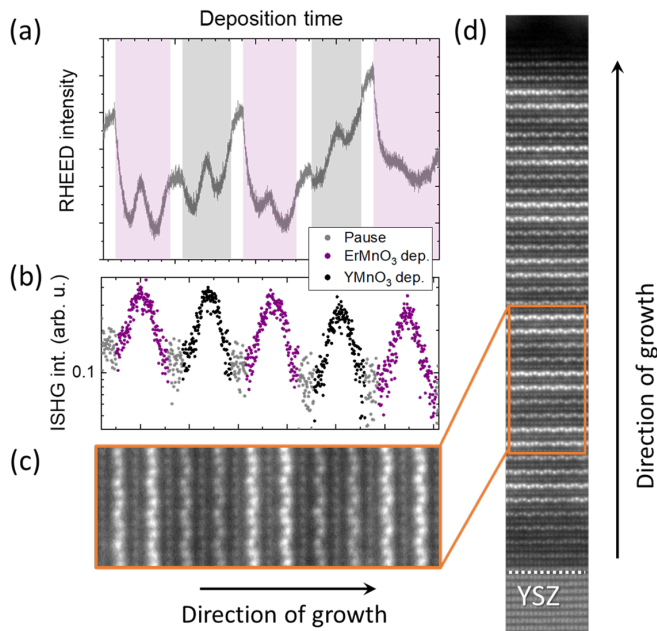 Deposition time
(a)
(d)
RHEED intensity
Pause
ErMnO₃ dep.
YMnO₃ dep.
(b)
ISHG int. (arb. u.)
0.1
(c)
Direction of growth
Direction of growth
YSZ